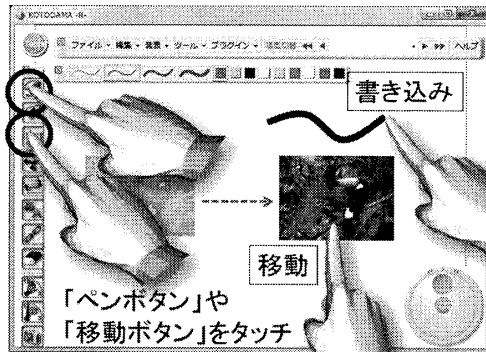 KOTODAMA -R-
ファイル・編集・背景・ツール・プラグイン・
ヘルプ
書き込み
移動
「ペンボタン」や
「移動ボタン」をタッチ